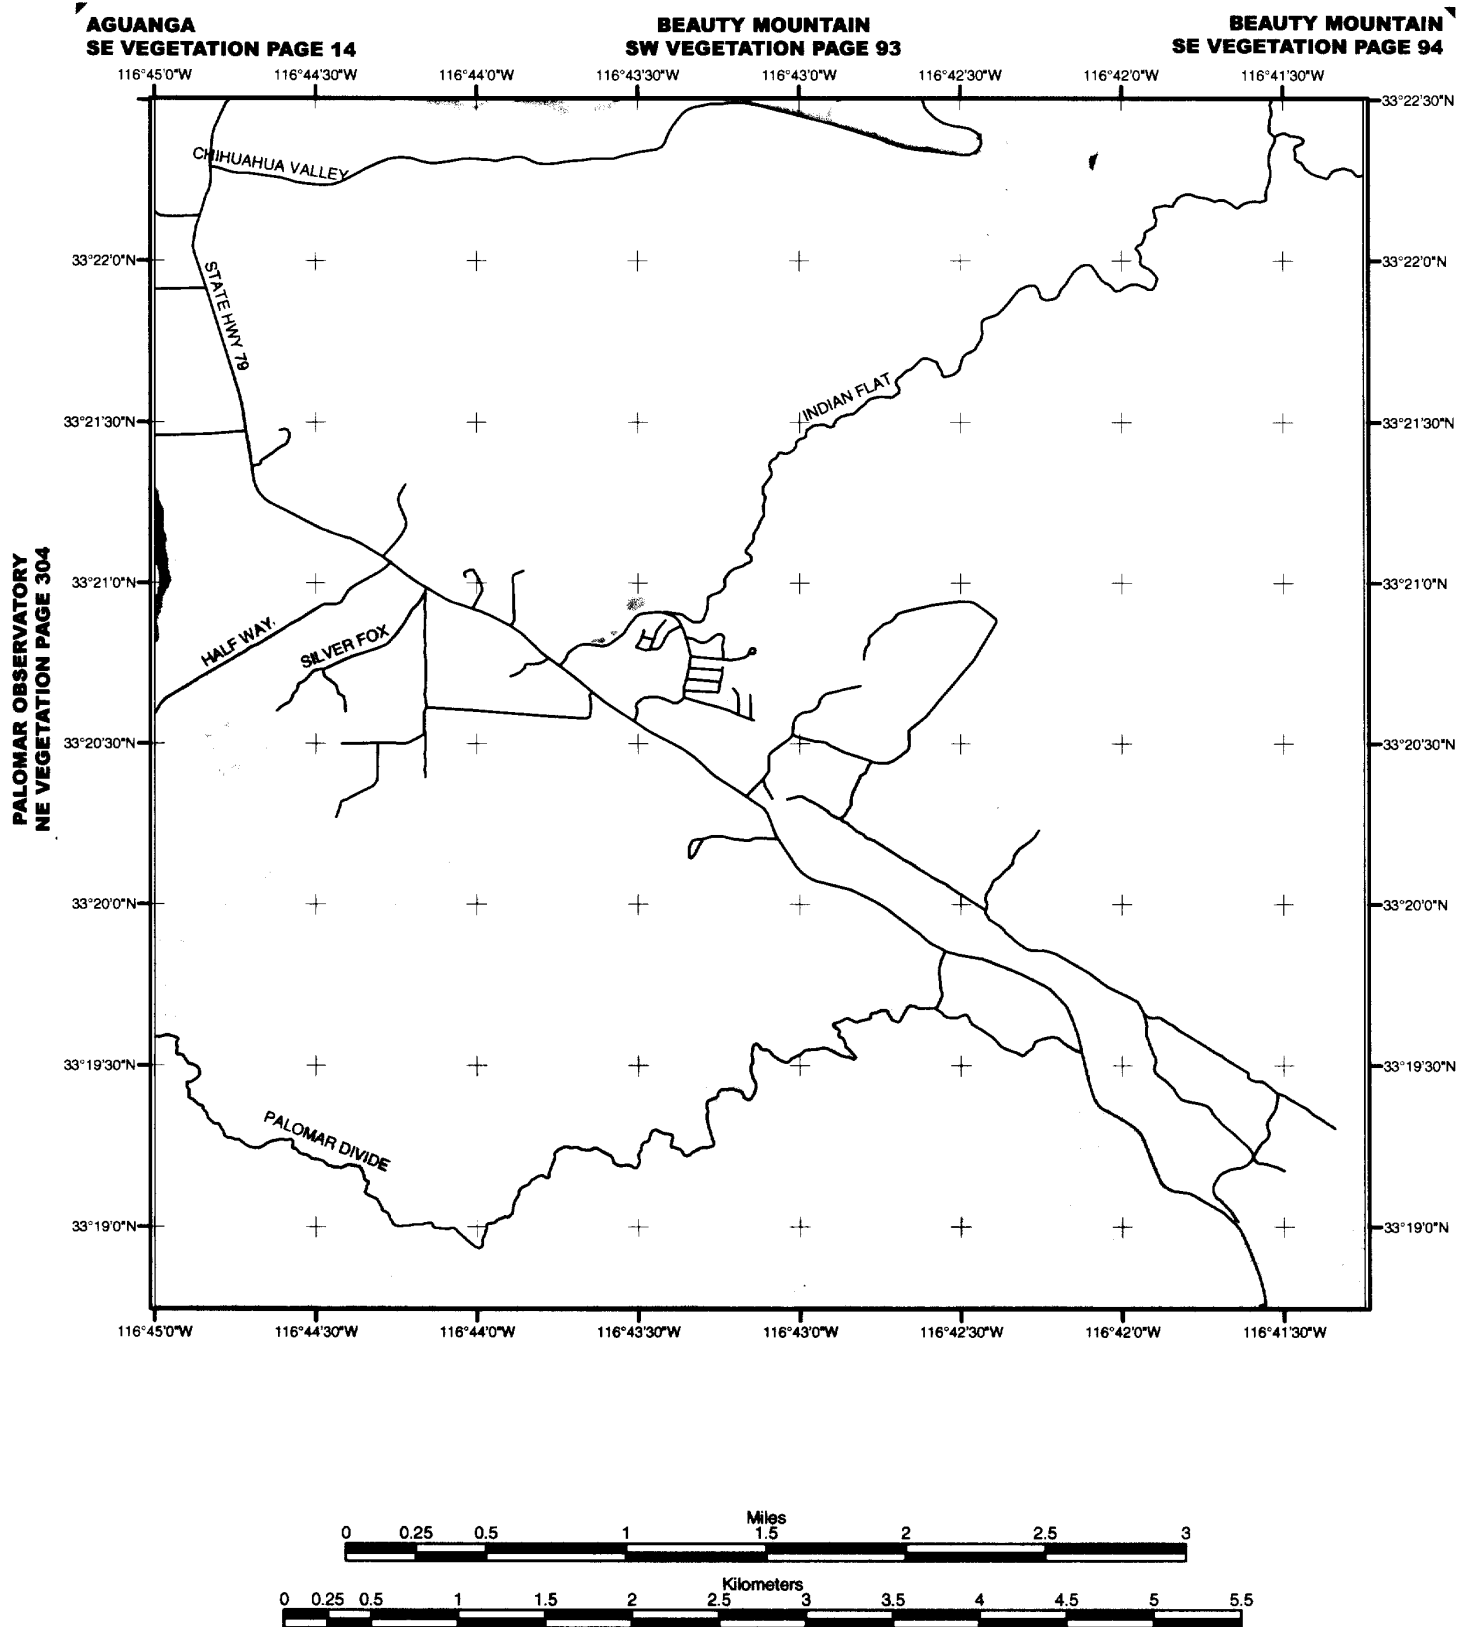 AGUANGA
SE VEGETATION PAGE 14
BEAUTY MOUNTAIN
SW VEGETATION PAGE 93
BEAUTY MOUNTAIN
SE VEGETATION PAGE 94
116°45'0"W 116°44'30"W 116°44'0"W 116°43'30"W 116°43'0"W 116°42'30"W 116°42'0"W 116°41'30"W
33°22'30"N
CHIHUAHUA VALLEY
33°22'0"N 33°22'0"N
STATE HWY 79
INDIAN FLAT
33°21'30"N 33°21'30"N
PALOMAR OBSERVATORY
NE VEGETATION PAGE 304
33°21'0"N 33°21'0"N
HALF WAY.
SILVER FOX
33°20'30"N 33°20'30"N
33°20'0"N 33°20'0"N
33°19'30"N 33°19'30"N
PALOMAR DIVIDE
33°19'0"N 33°19'0"N
116°45'0"W 116°44'30"W 116°44'0"W 116°43'30"W 116°43'0"W 116°42'30"W 116°42'0"W 116°41'30"W
Miles
0 0.25 0.5 1 1.5 2 2.5 3
Kilometers
0 0.25 0.5 1 1.5 2 2.5 3 3.5 4 4.5 5 5.5